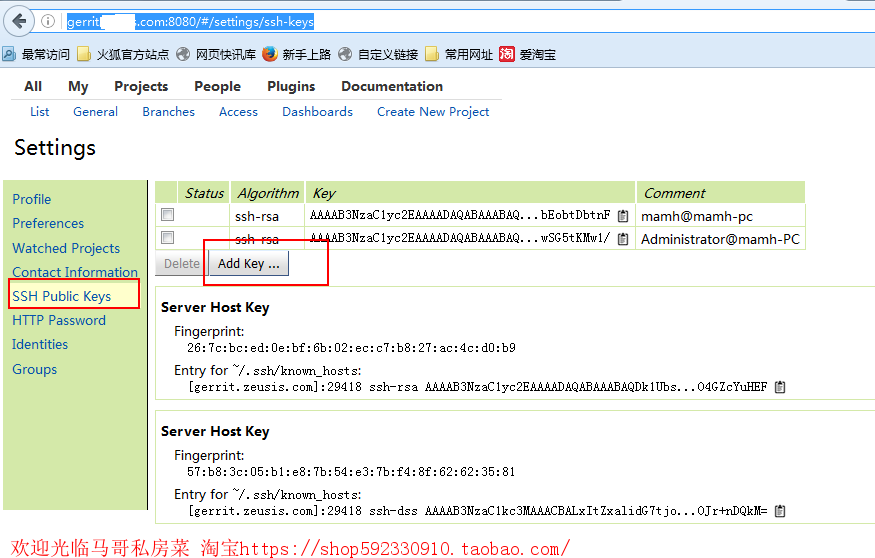 gerrit is.com:8080/#/settings/ssh-keys
最常访问 火狐官方站点 网页快讯库 新手上路 自定义链接 常用网址 淘 爱淘宝
All My Projects People Plugins Documentation
List General Branches Access Dashboards Create New Project
Settings
Profile
Preferences
Watched Projects
Contact Information
SSH Public Keys
HTTP Password
Identities
Groups
Status Algorithm Key Comment
ssh-rsa AAAAB3NzaC1yc2EAAAADAQABAAABAQ...bEobtDbtnF mamh@mamh-pc
ssh-rsa AAAAB3NzaC1yc2EAAAADAQABAAABAQ...wSG5tKMw1/ Administrator@mamh-PC
Delete Add Key ...
Server Host Key
Fingerprint:
26:7c:bc:ed:0e:bf:6b:02:ec:c7:b8:27:ac:4c:d0:b9
Entry for ~/.ssh/known_hosts:
[gerrit.zeusis.com]:29418 ssh-rsa AAAAB3NzaC1yc2EAAAADAQABAAABAQDk1Ubs...O4GZcYuHEF
Server Host Key
Fingerprint:
57:b8:3c:05:b1:e8:7b:54:e3:7b:f4:8f:62:62:35:81
Entry for ~/.ssh/known_hosts:
[gerrit.zeusis.com]:29418 ssh-dss AAAAB3NzaC1kc3MAAACBALxItZxalidG7tjo...OJr+nDQkM=
欢迎光临马哥私房菜 淘宝https://shop592330910.taobao.com/